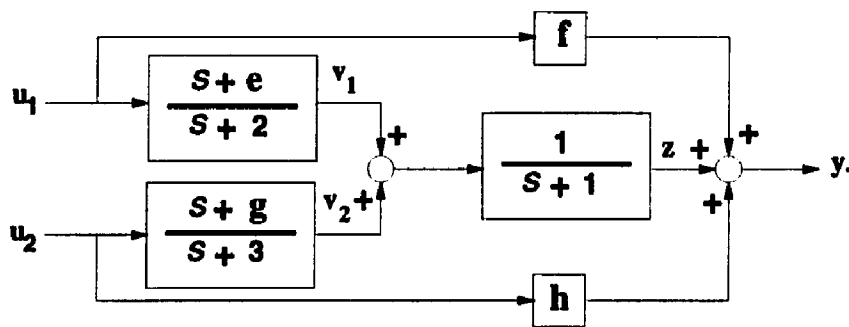 f
u1
S + e
S + 2
v1
+
1
S + 1
z
+
+
+
y.
u2
S + g
S + 3
v2
+
h